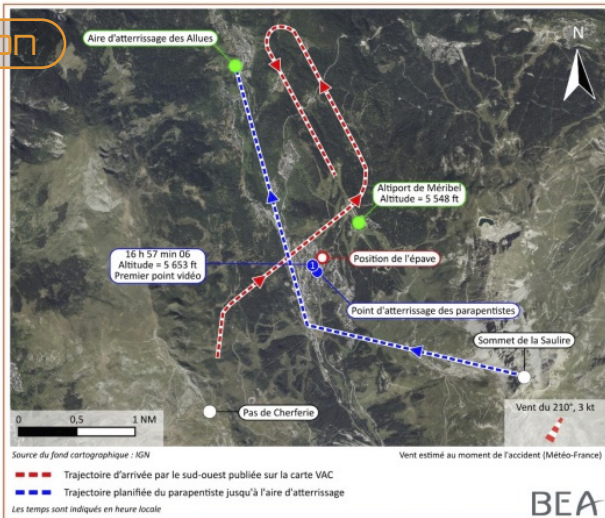 on
Aire d'atterrissage des Allues
N
Altiport de Méribel
Altitude = 5 548 ft
16 h 57 min 06
Altitude = 5 653 ft
Premier point vidéo
Position de l'épave
1
Point d'atterrissage des parapentistes
Sommet de la Saulire
Pas de Cherferie
0 0,5 1 NM
Vent du 210°, 3 kt
Source du fond cartographique : IGN
Vent estimé au moment de l'accident (Météo-France)
Trajectoire d'arrivée par le sud-ouest publiée sur la carte VAC
Trajectoire planifiée du parapentiste jusqu'à l'aire d'atterrissage
Les temps sont indiqués en heure locale
BEA